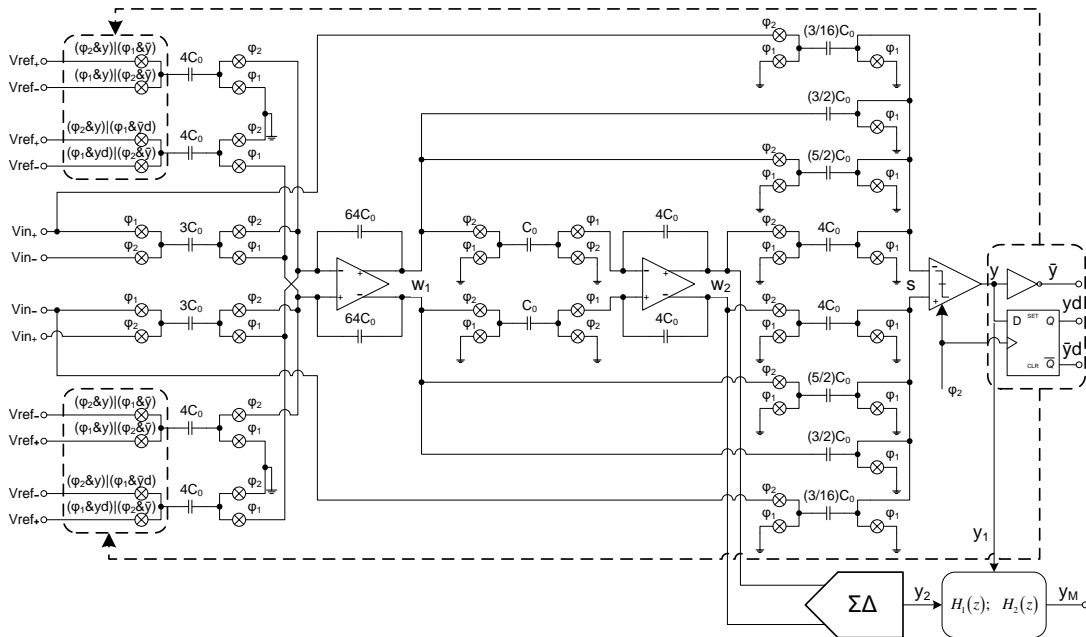 (φ₂&y)|(φ₁&ȳ)
Vref₊
4C₀
φ₂
(φ₁&y)|(φ₂&ȳ)
Vref-
φ₁
(φ₂&y)|(φ₁&ȳd)
Vref₊
4C₀
φ₂
(φ₁&yd)|(φ₂&ȳ)
Vref-
φ₁
Vin₊
φ₁
3C₀
φ₂
Vin-
φ₂
φ₁
Vin-
φ₁
3C₀
φ₂
Vin₊
φ₂
φ₁
(φ₂&y)|(φ₁&ȳ)
Vref-
4C₀
φ₂
(φ₁&y)|(φ₂&ȳ)
Vref₊
φ₁
(φ₂&y)|(φ₁&ȳd)
Vref-
4C₀
φ₂
(φ₁&yd)|(φ₂&ȳ)
Vref₊
φ₁
64C₀
- +
+ -
64C₀
w₁
φ₂
C₀
φ₁
φ₁
φ₂
φ₂
C₀
φ₁
φ₁
φ₂
4C₀
- +
+ -
4C₀
w₂
φ₂
(3/16)C₀
φ₁
φ₁
(3/2)C₀
φ₁
φ₂
(5/2)C₀
φ₁
φ₁
φ₂
4C₀
φ₁
φ₁
φ₂
4C₀
φ₁
φ₁
φ₂
(5/2)C₀
φ₁
φ₁
(3/2)C₀
φ₁
φ₂
(3/16)C₀
φ₁
φ₁
s
-
+
φ₂
y
ȳ
yd
ȳd
D
SET
Q
CLR
Q̅
y₁
ΣΔ
y₂
H₁(z); H₂(z)
y_M